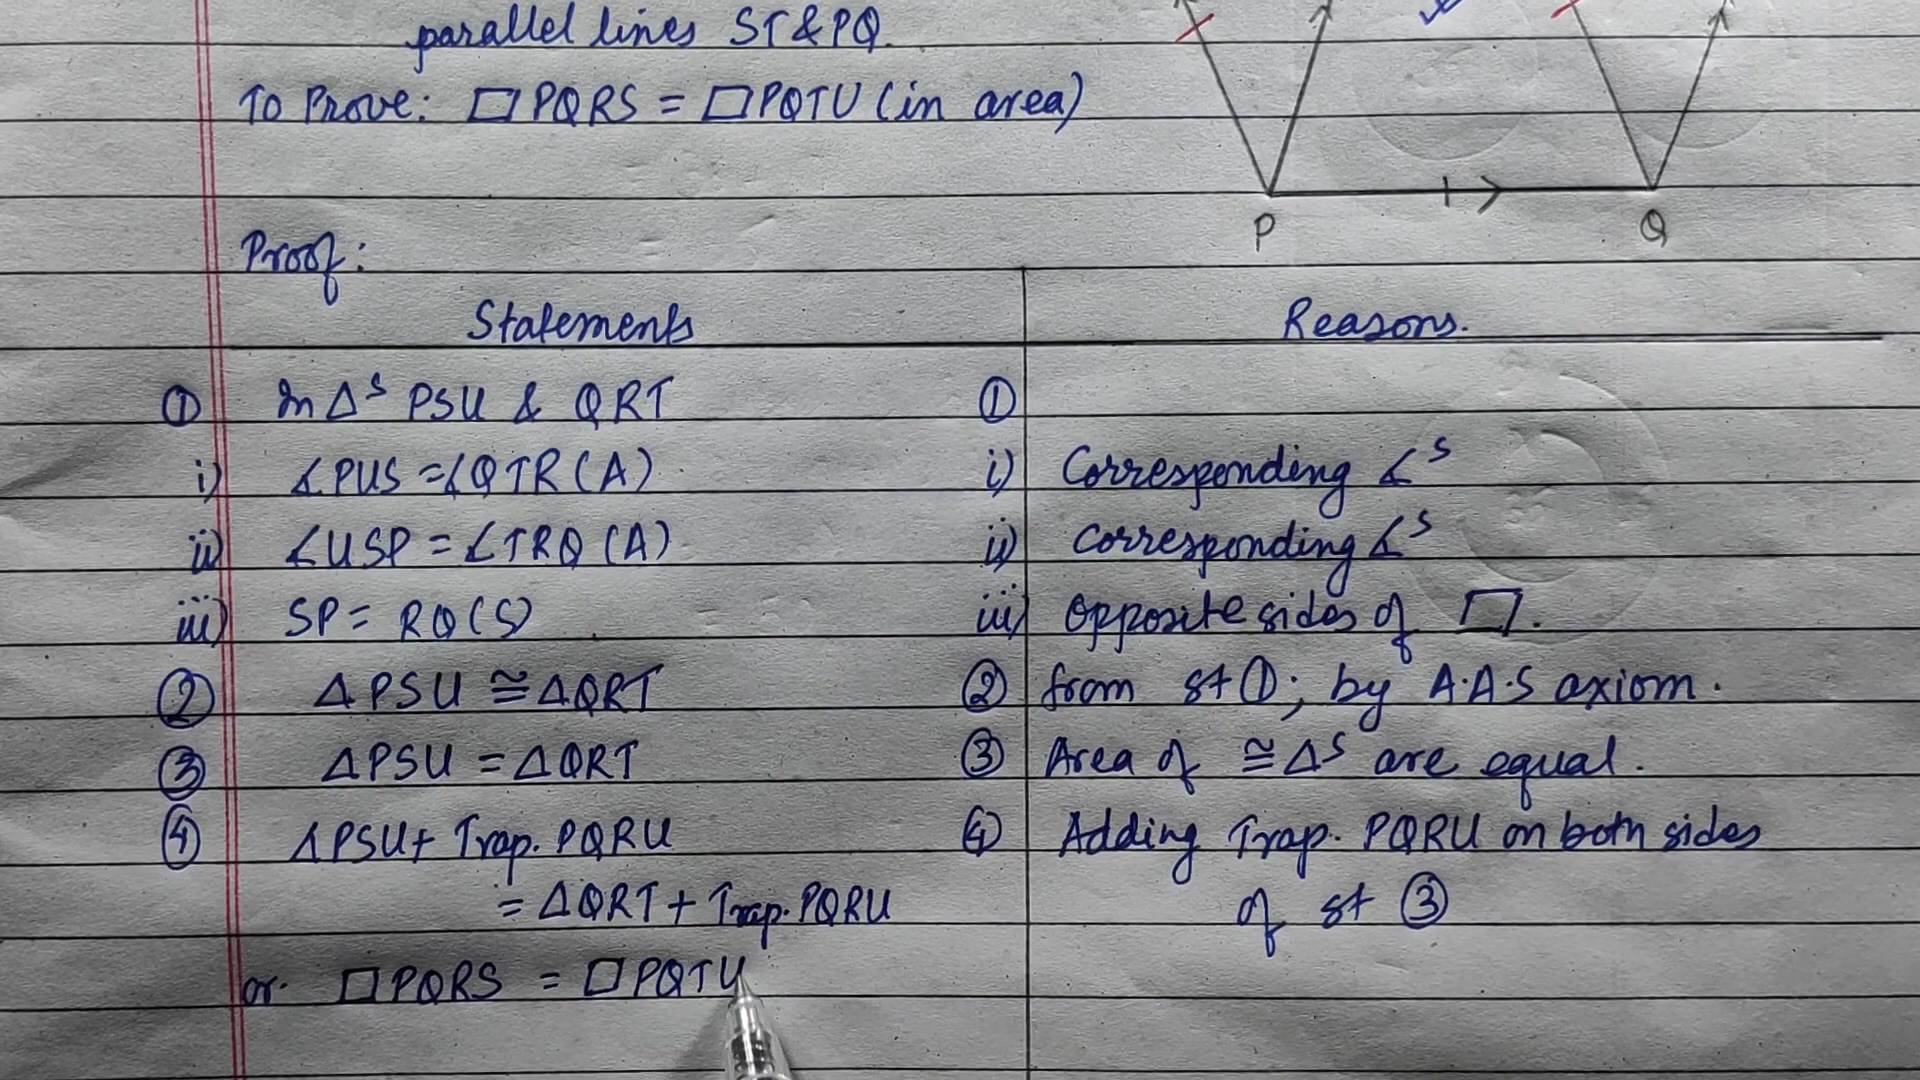 parallel lines ST & PQ.
To Prove: ▱PQRS = ▱PQTU (in area)
P Q
Proof:
Statements Reasons.
① In Δˢ PSU & QRT ①
i) ∡PUS = ∡QTR (A) i) Corresponding ∡ˢ
ii) ∡USP = ∡TRQ (A) ii) Corresponding ∡ˢ
iii) SP = RQ (S) iii) Opposite sides of ▱.
② ΔPSU ≅ ΔQRT ② from st ①; by A.A.S axiom.
③ ΔPSU = ΔQRT ③ Area of ≅ Δˢ are equal.
④ ΔPSU + Trap. PQRU ④ Adding Trap. PQRU on both sides
= ΔQRT + Trap. PQRU of st ③
or. ▱PQRS = ▱PQTU